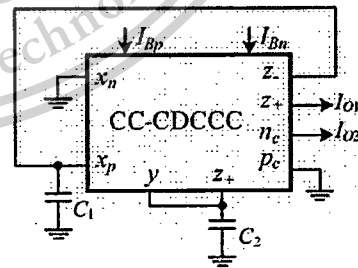 I_Bp I_Bn
x_n z_-
z_+ I_O1
CC-CDCCC n_c I_O2
x_p p_c
y z_+
C_1
C_2